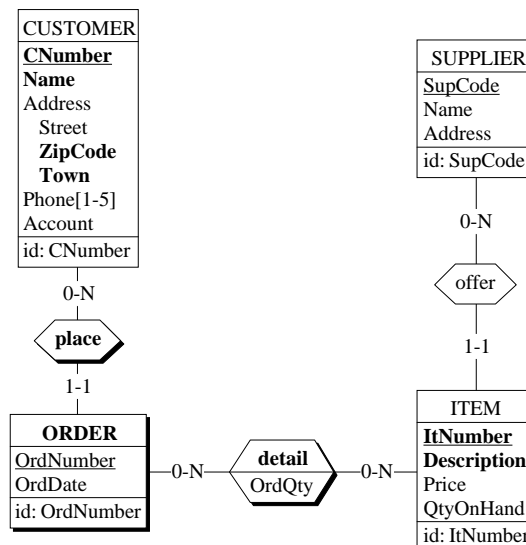 CUSTOMER
CNumber
Name
Address
Street
ZipCode
Town
Phone[1-5]
Account
id: CNumber
0-N
place
1-1
ORDER
OrdNumber
OrdDate
id: OrdNumber
0-N
detail
OrdQty
0-N
SUPPLIER
SupCode
Name
Address
id: SupCode
0-N
offer
1-1
ITEM
ItNumber
Description
Price
QtyOnHand
id: ItNumber